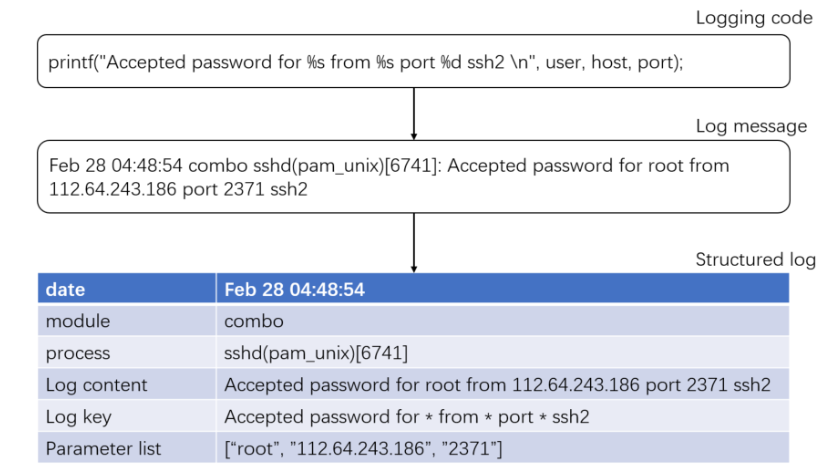 Logging code
printf("Accepted password for %s from %s port %d ssh2 \n", user, host, port);
Log message
Feb 28 04:48:54 combo sshd(pam_unix)[6741]: Accepted password for root from
112.64.243.186 port 2371 ssh2
Structured log
date Feb 28 04:48:54
module combo
process sshd(pam_unix)[6741]
Log content Accepted password for root from 112.64.243.186 port 2371 ssh2
Log key Accepted password for * from * port * ssh2
Parameter list [“root”, ”112.64.243.186”, ”2371”]